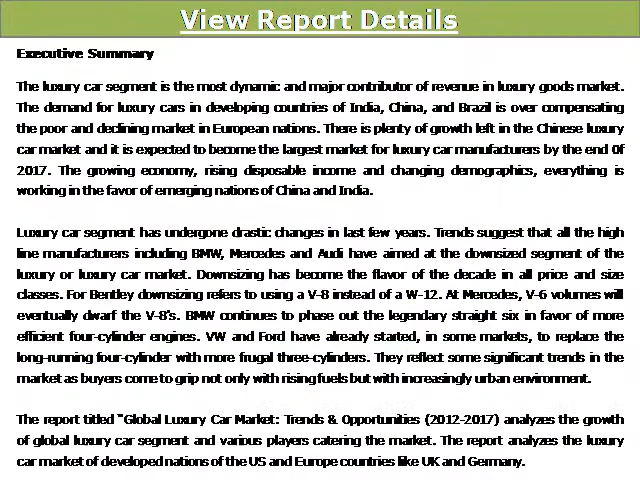 View Report Details
Executive Summary
The luxury car segment is the most dynamic and major contributor of revenue in luxury goods market.
The demand for luxury cars in developing countries of India, China, and Brazil is over compensating
the poor and declining market in European nations. There is plenty of growth left in the Chinese luxury
car market and it is expected to become the largest market for luxury car manufacturers by the end 0f
2017. The growing economy, rising disposable income and changing demographics, everything is
working in the favor of emerging nations of China and India.
Luxury car segment has undergone drastic changes in last few years. Trends suggest that all the high
line manufacturers including BMW, Mercedes and Audi have aimed at the downsized segment of the
luxury or luxury car market. Downsizing has become the flavor of the decade in all price and size
classes. For Bentley downsizing refers to using a V-8 instead of a W-12. At Mercedes, V-6 volumes will
eventually dwarf the V-8's. BMW continues to phase out the legendary straight six in favor of more
efficient four-cylinder engines. VW and Ford have already started, in some markets, to replace the
long-running four-cylinder with more frugal three-cylinders. They reflect some significant trends in the
market as buyers come to grip not only with rising fuels but with increasingly urban environment.
The report titled "Global Luxury Car Market: Trends & Opportunities (2012-2017) analyzes the growth
of global luxury car segment and various players catering the market. The report analyzes the luxury
car market of developed nations of the US and Europe countries like UK and Germany.